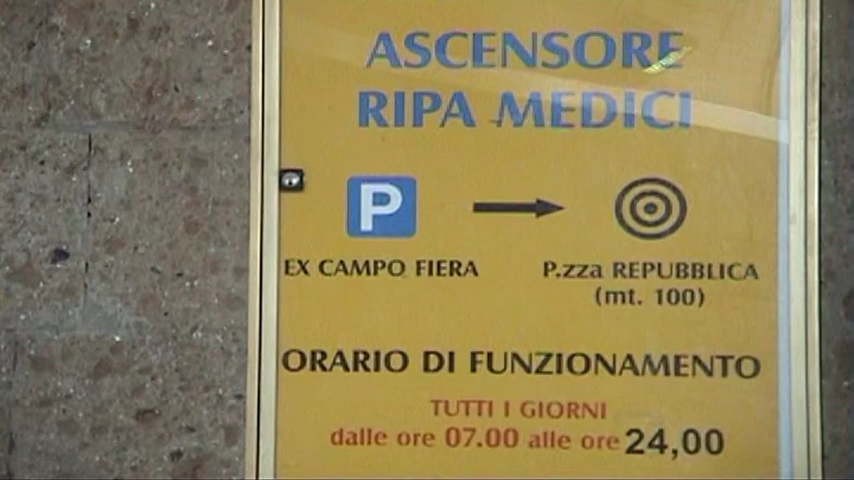 ASCENSORE
RIPA MEDICI
P
EX CAMPO FIERA P.zza REPUBBLICA
(mt. 100)
ORARIO DI FUNZIONAMENTO
TUTTI I GIORNI
dalle ore 07.00 alle ore 24,00